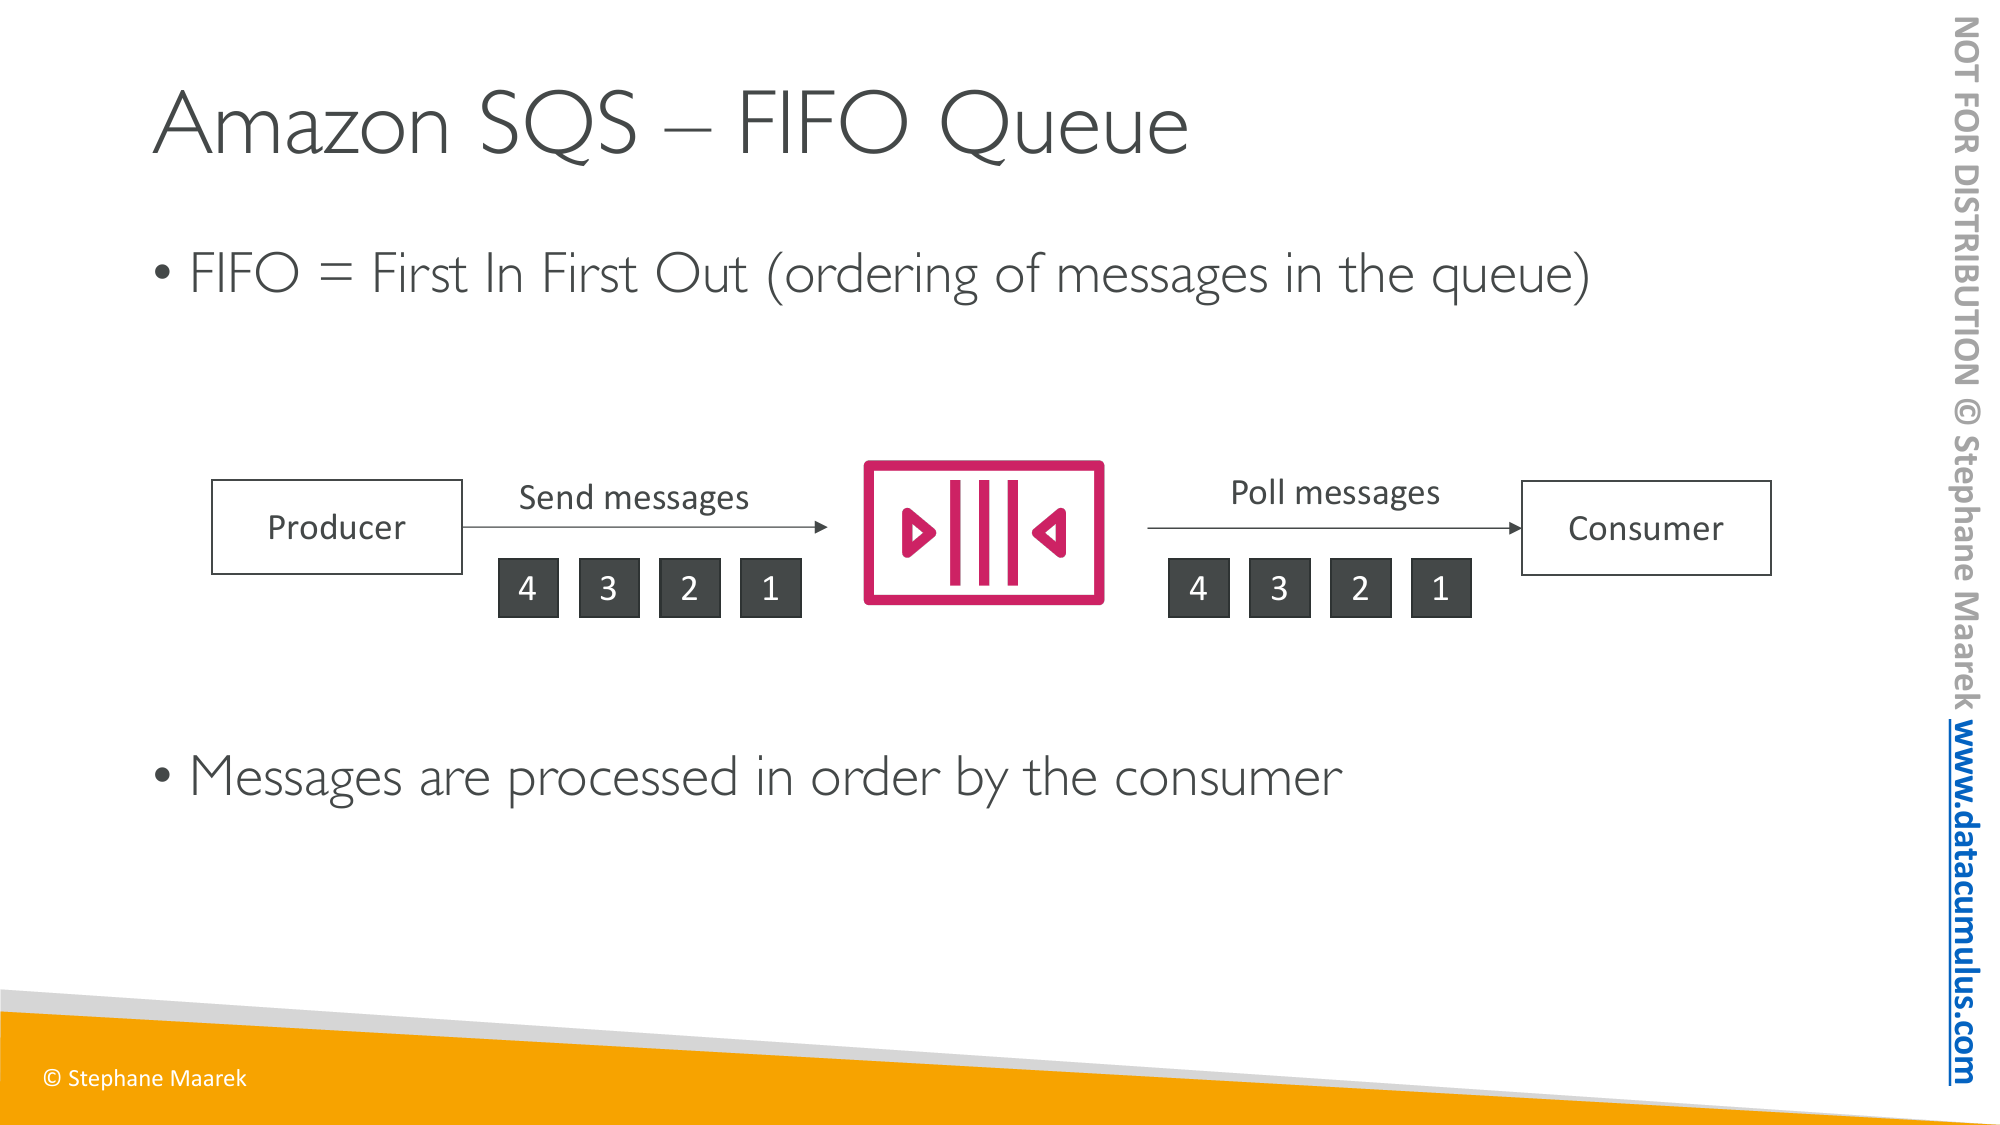 Amazon SQS – FIFO Queue
• FIFO = First In First Out (ordering of messages in the queue)
Producer
Send messages
4 3 2 1
Poll messages
4 3 2 1
Consumer
• Messages are processed in order by the consumer
© Stephane Maarek
NOT FOR DISTRIBUTION © Stephane Maarek www.datacumulus.com